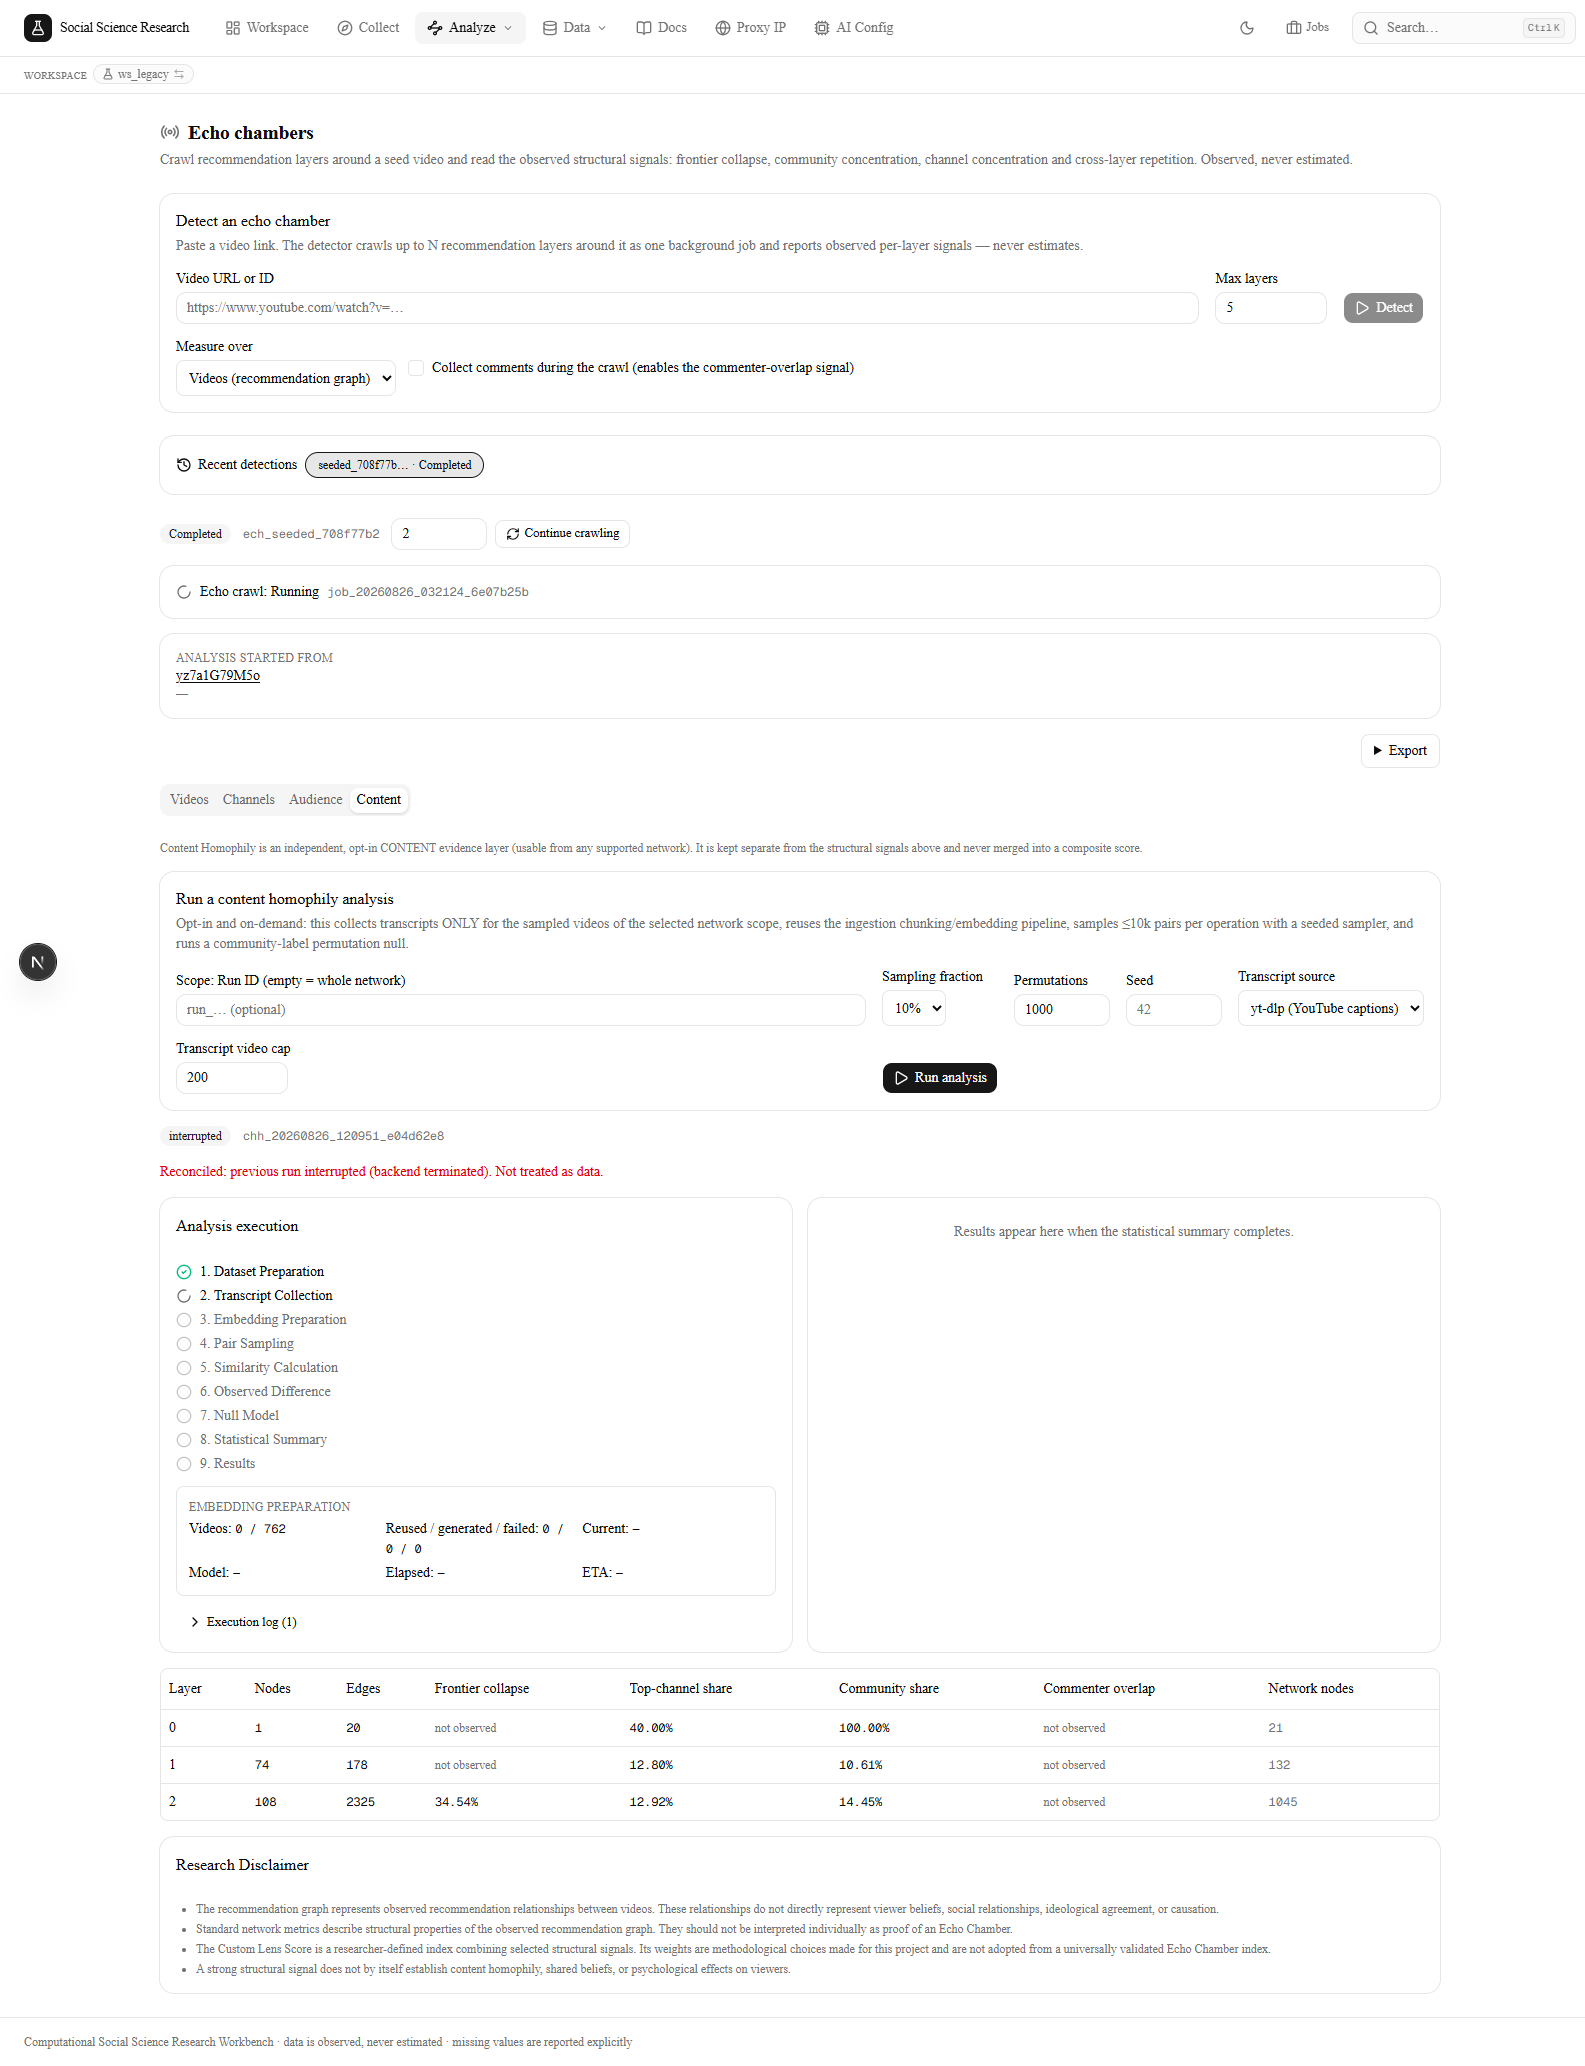 Social Science Research Workspace Collect Analyze Data Docs Proxy IP AI Config Jobs Search… Ctrl K
WORKSPACE ws_legacy
Echo chambers
Crawl recommendation layers around a seed video and read the observed structural signals: frontier collapse, community concentration, channel concentration and cross-layer repetition. Observed, never estimated.
Detect an echo chamber
Paste a video link. The detector crawls up to N recommendation layers around it as one background job and reports observed per-layer signals — never estimates.
Video URL or ID Max layers
https://www.youtube.com/watch?v=… 5 Detect
Measure over
Videos (recommendation graph) Collect comments during the crawl (enables the commenter-overlap signal)
Recent detections seeded_708f77b… · Completed
Completed ech_seeded_708f77b2 2 Continue crawling
Echo crawl: Running job_20260826_032124_6e07b25b
ANALYSIS STARTED FROM
yz7a1G79M5o
—
Export
Videos Channels Audience Content
Content Homophily is an independent, opt-in CONTENT evidence layer (usable from any supported network). It is kept separate from the structural signals above and never merged into a composite score.
Run a content homophily analysis
Opt-in and on-demand: this collects transcripts ONLY for the sampled videos of the selected network scope, reuses the ingestion chunking/embedding pipeline, samples ≤10k pairs per operation with a seeded sampler, and
runs a community-label permutation null.
Scope: Run ID (empty = whole network) Sampling fraction Permutations Seed Transcript source
run_… (optional) 10% 1000 42 yt-dlp (YouTube captions)
Transcript video cap
200 Run analysis
N
interrupted chh_20260826_120951_e04d62e8
Reconciled: previous run interrupted (backend terminated). Not treated as data.
Analysis execution
Results appear here when the statistical summary completes.
1. Dataset Preparation
2. Transcript Collection
3. Embedding Preparation
4. Pair Sampling
5. Similarity Calculation
6. Observed Difference
7. Null Model
8. Statistical Summary
9. Results
EMBEDDING PREPARATION
Videos: 0 / 762 Reused / generated / failed: 0 / Current: –
0 / 0
Model: – Elapsed: – ETA: –
Execution log (1)
Layer Nodes Edges Frontier collapse Top-channel share Community share Commenter overlap Network nodes
0 1 20 not observed 40.00% 100.00% not observed 21
1 74 178 not observed 12.80% 10.61% not observed 132
2 108 2325 34.54% 12.92% 14.45% not observed 1045
Research Disclaimer
• The recommendation graph represents observed recommendation relationships between videos. These relationships do not directly represent viewer beliefs, social relationships, ideological agreement, or causation.
• Standard network metrics describe structural properties of the observed recommendation graph. They should not be interpreted individually as proof of an Echo Chamber.
• The Custom Lens Score is a researcher-defined index combining selected structural signals. Its weights are methodological choices made for this project and are not adopted from a universally validated Echo Chamber index.
• A strong structural signal does not by itself establish content homophily, shared beliefs, or psychological effects on viewers.
Computational Social Science Research Workbench · data is observed, never estimated · missing values are reported explicitly